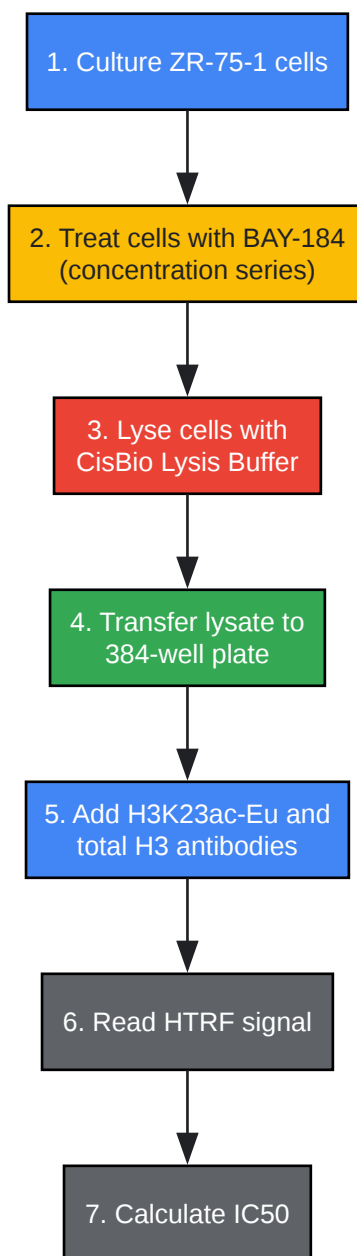 1. Culture ZR-75-1 cells
2. Treat cells with BAY-184
(concentration series)
3. Lyse cells with
CisBio Lysis Buffer
4. Transfer lysate to
384-well plate
5. Add H3K23ac-Eu and
total H3 antibodies
6. Read HTRF signal
7. Calculate IC50